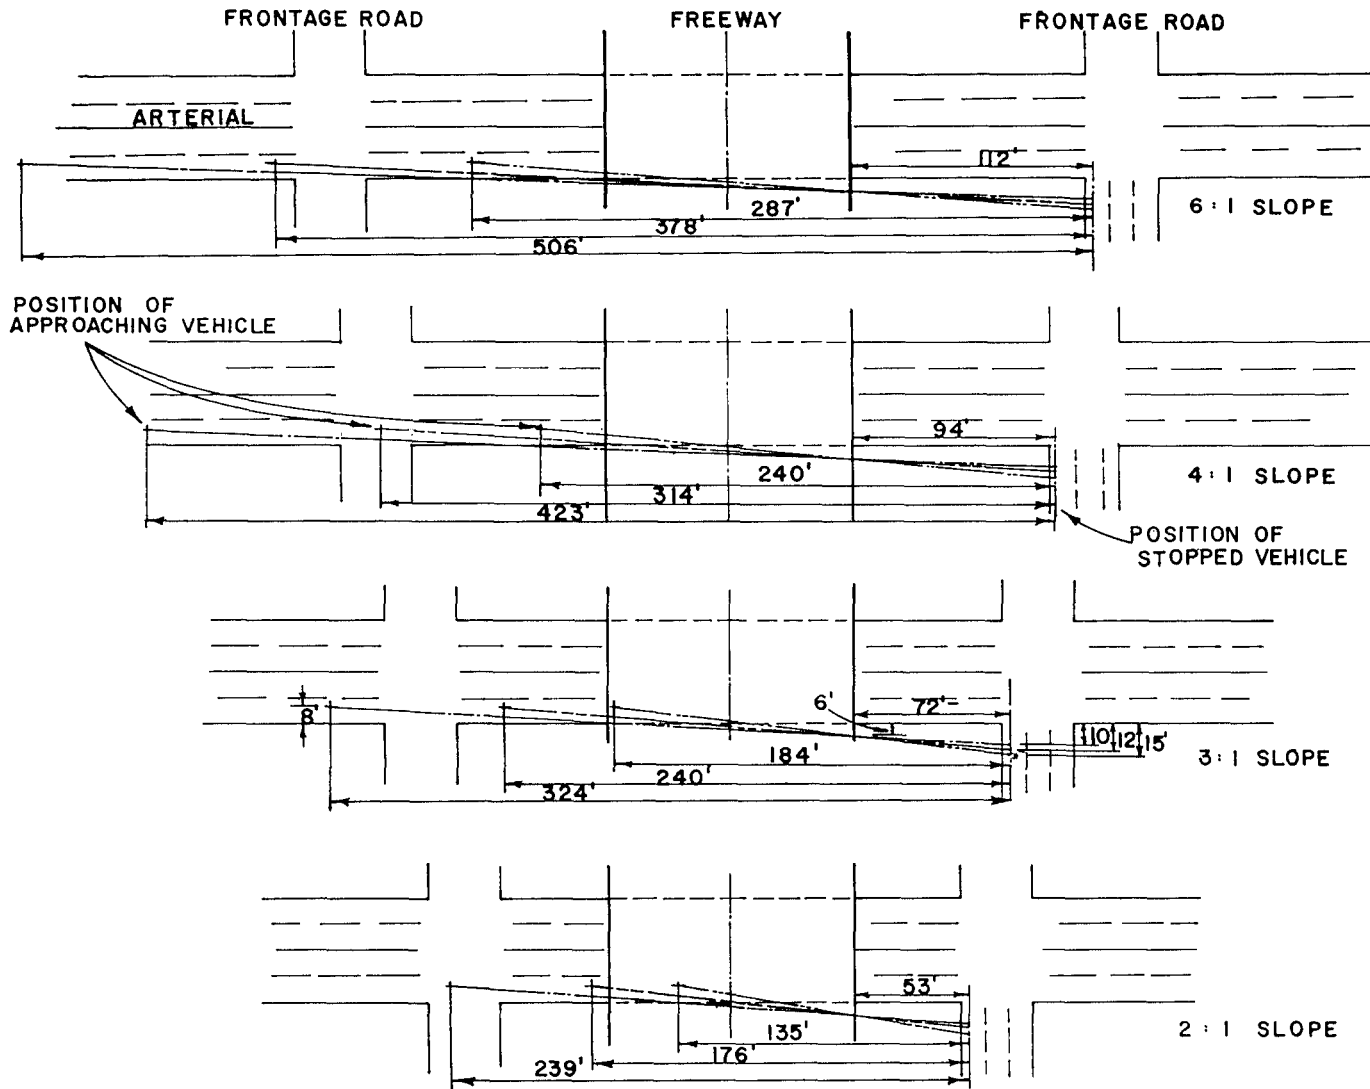 FRONTAGE ROAD FREEWAY FRONTAGE ROAD
ARTERIAL
112'
287'
6:1 SLOPE
378'
506'
POSITION OF
APPROACHING VEHICLE
94'
240'
4:1 SLOPE
314'
423'
POSITION OF
STOPPED VEHICLE
8'
6'
72'-
10' 12' 15'
184'
3:1 SLOPE
240'
324'
53'
135'
2:1 SLOPE
176'
239'